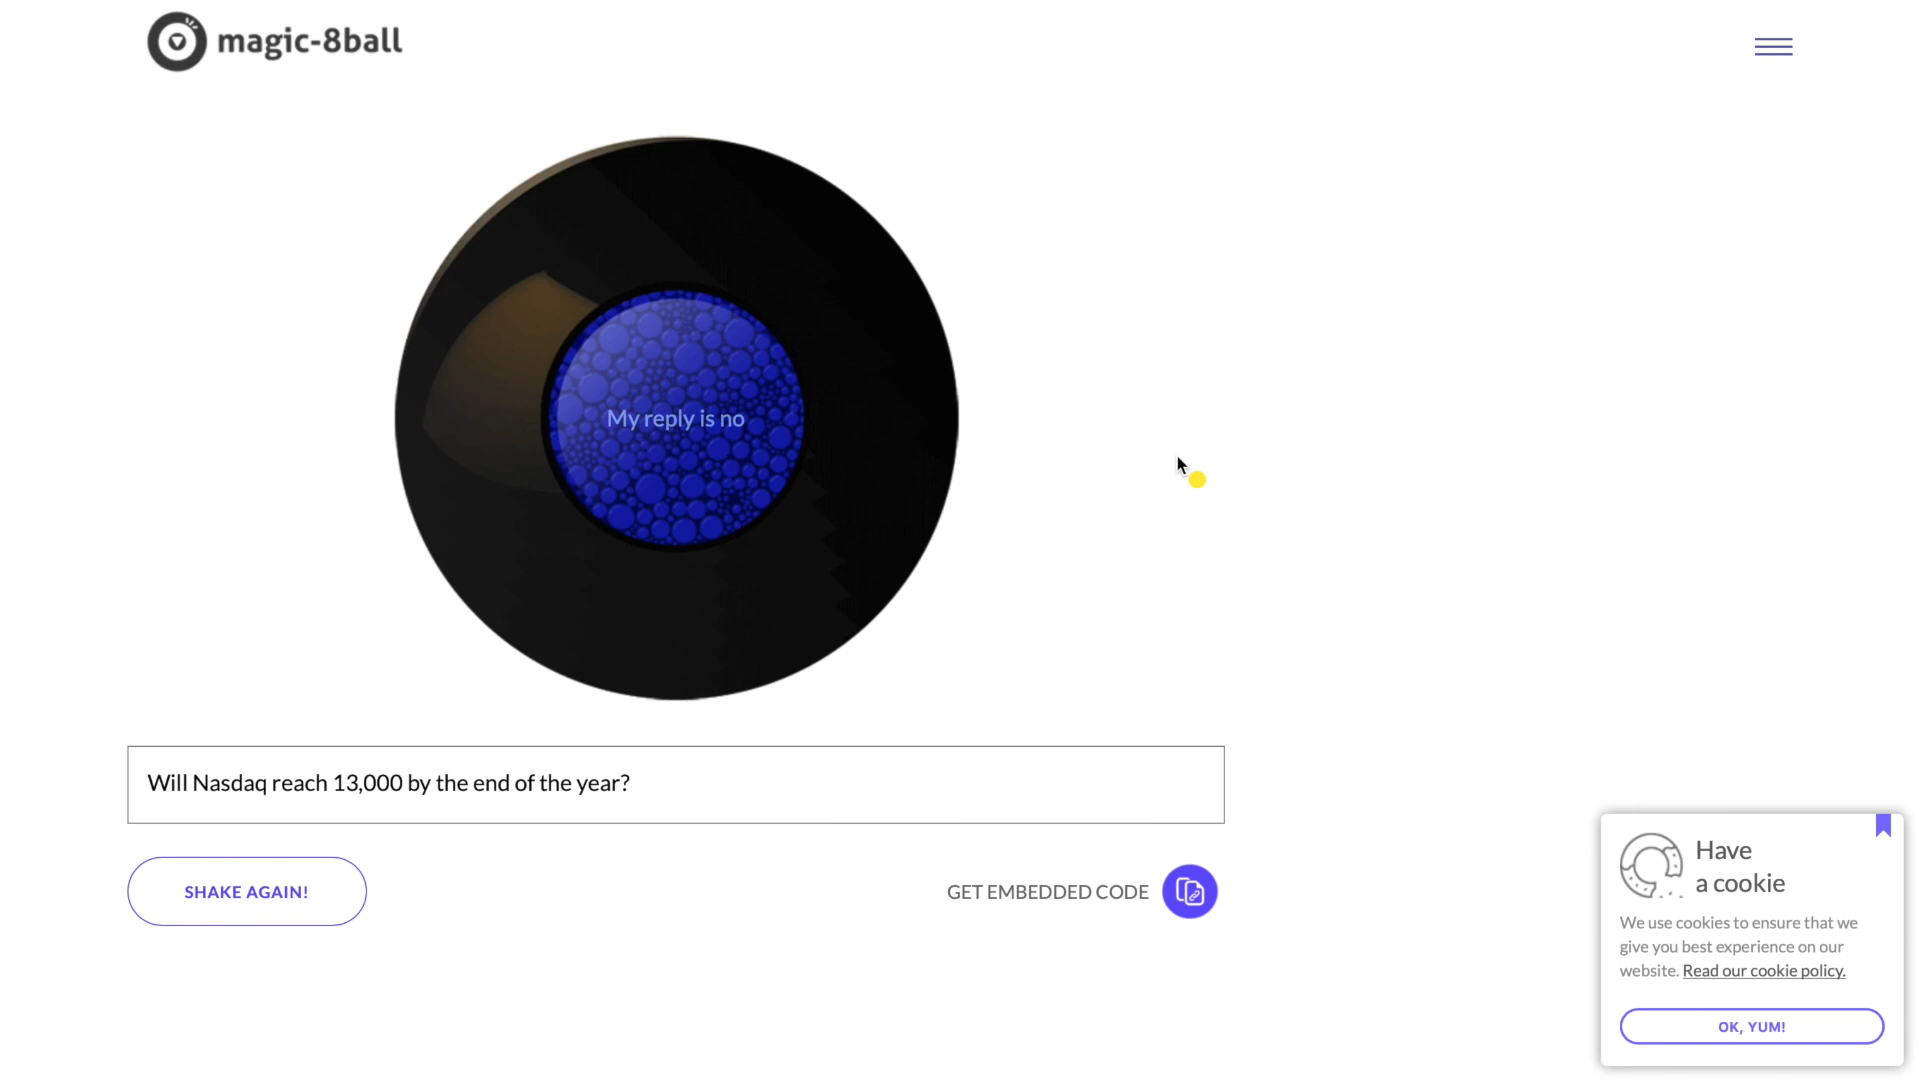 magic-8ball
My reply is no
Will Nasdaq reach 13,000 by the end of the year?
SHAKE AGAIN!
GET EMBEDDED CODE
Have
a cookie
We use cookies to ensure that we
give you best experience on our
website. Read our cookie policy.
OK, YUM!